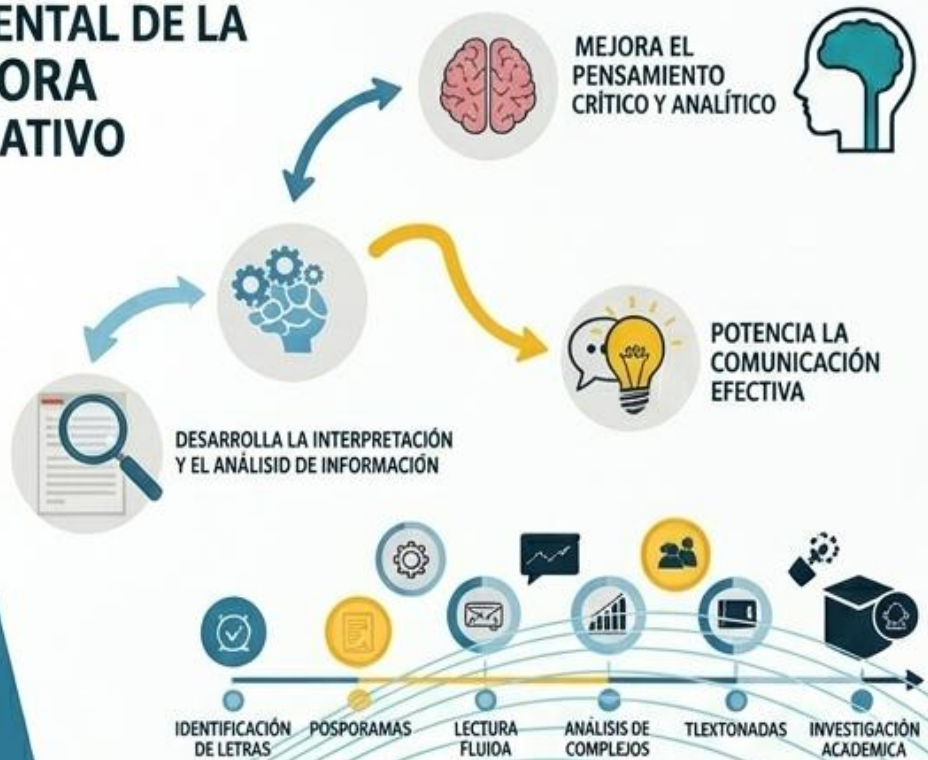 ENTAL DE LA
ORA
ATIVO
MEJORA EL
PENSAMIENTO
CRÍTICO Y ANALÍTICO
POTENCIA LA
COMUNICACIÓN
EFECTIVA
DESARROLLA LA INTERPRETACIÓN
Y EL ANÁLISID DE INFORMACIÓN
IDENTIFICACIÓN
DE LETRAS
POSPORAMAS
LECTURA
FLUIOA
ANÁLISIS DE
COMPLEJOS
TLEXTONADAS
INVESTIGACIÓN
ACADEMICA